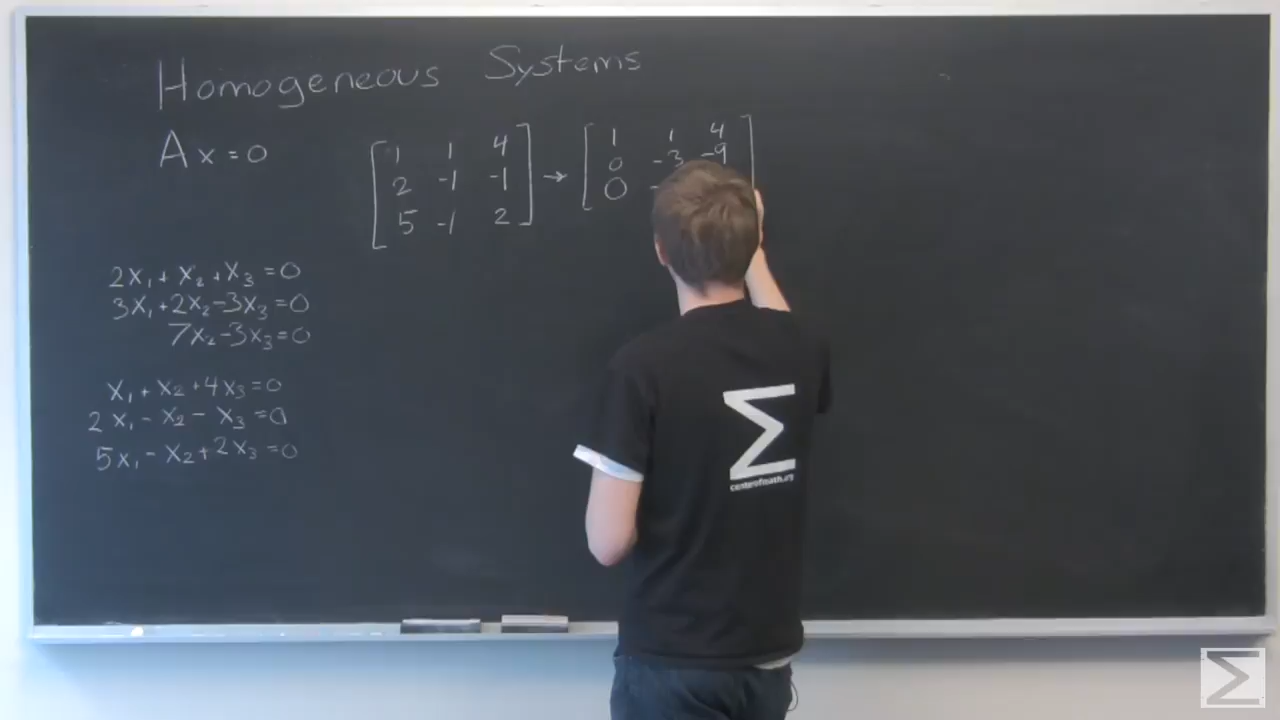 Homogeneous Systems
Ax=0
1 1 4
2 -1 -1
5 -1 2
→
1 1 4
0 -3 -9
0 -
2x₁+x₂+x₃=0
3x₁+2x₂-3x₃=0
7x₂-3x₃=0
x₁+x₂+4x₃=0
2x₁-x₂-x₃=0
5x₁-x₂+2x₃=0
Σ
centerofmath.org
Σ